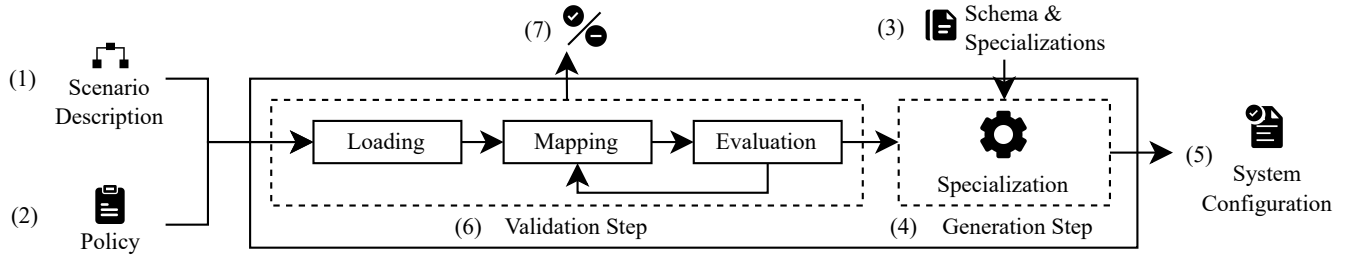 (1)
Scenario
Description
(2)
Policy
(7)
(3)
Schema &
Specializations
Loading
Mapping
Evaluation
(6)
Validation Step
Specialization
(4)
Generation Step
(5)
System
Configuration